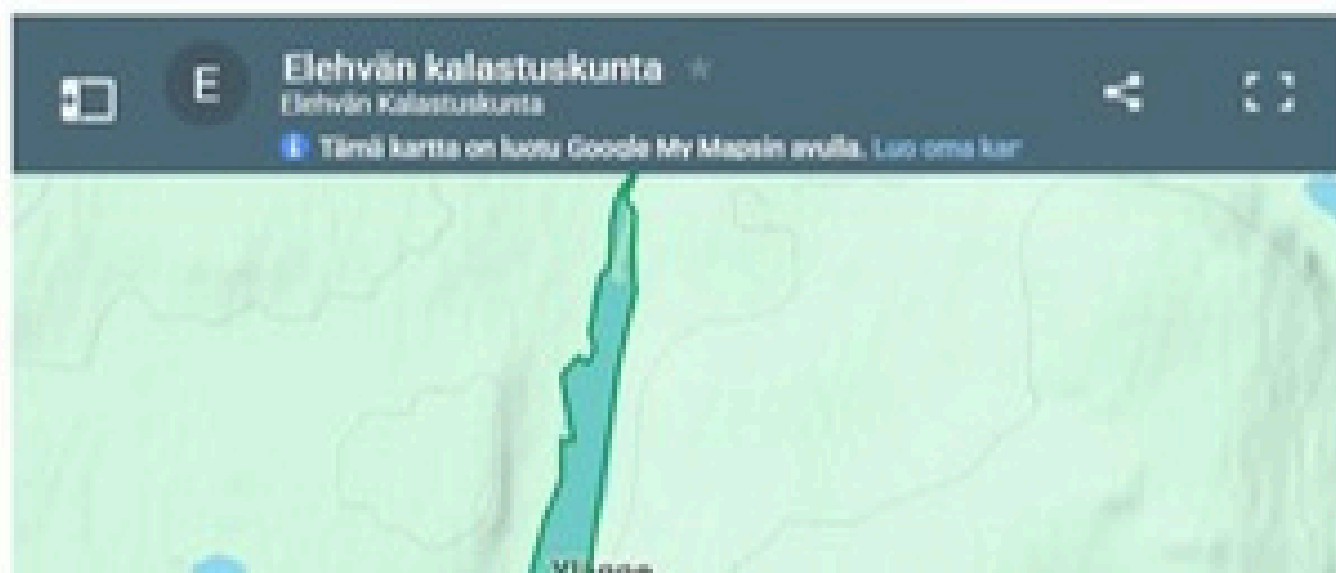 E
Elehvän kalastuskunta
Elehvän Kalastuskunta
Tämä kartta on luotu Google My Mapsin avulla. Luo oma kar